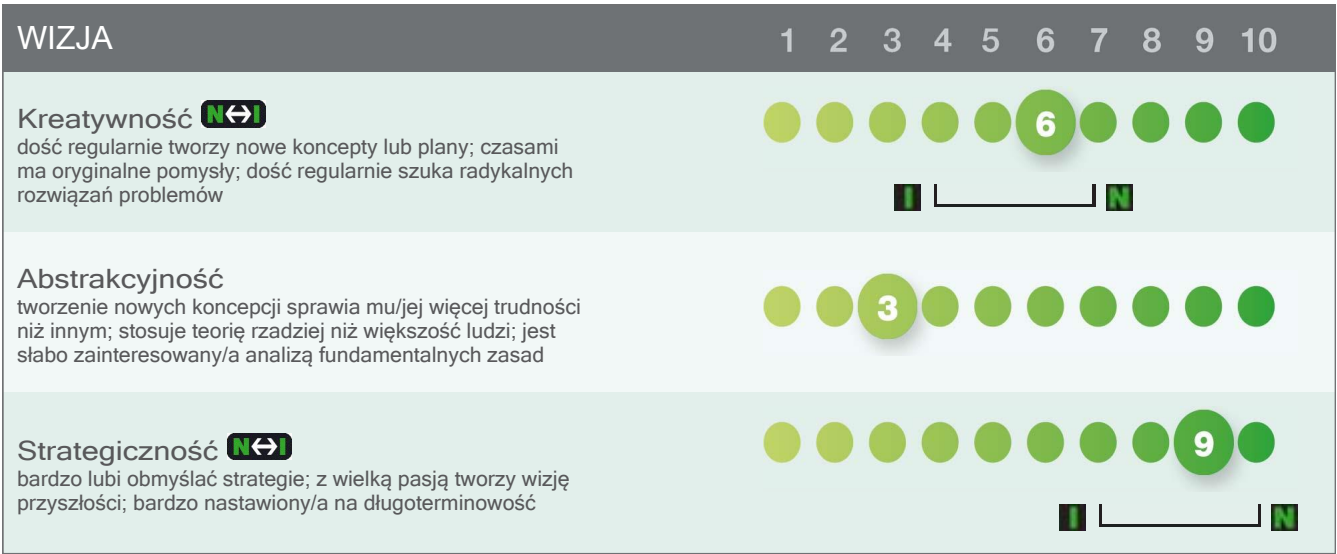 WIZJA 1 2 3 4 5 6 7 8 9 10
Kreatywność N↔I
dość regularnie tworzy nowe koncepty lub plany; czasami
ma oryginalne pomysły; dość regularnie szuka radykalnych
rozwiązań problemów
6
I N
Abstrakcyjność
tworzenie nowych koncepcji sprawia mu/jej więcej trudności
niż innym; stosuje teorię rzadziej niż większość ludzi; jest
słabo zainteresowany/a analizą fundamentalnych zasad
3
Strategiczność N↔I
bardzo lubi obmyślać strategie; z wielką pasją tworzy wizję
przyszłości; bardzo nastawiony/a na długoterminowość
9
I N